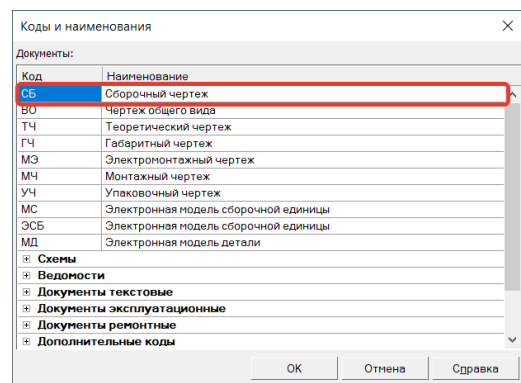 Коды и наименования
Документы:
Код Наименование
СБ Сборочный чертеж
ВО Чертеж общего вида
ТЧ Теоретический чертеж
ГЧ Габаритный чертеж
МЭ Электромонтажный чертеж
МЧ Монтажный чертеж
УЧ Упаковочный чертеж
МС Электронная модель сборочной единицы
ЭСБ Электронная модель сборочной единицы
МД Электронная модель детали
Схемы
Ведомости
Документы текстовые
Документы эксплуатационные
Документы ремонтные
Дополнительные коды
ОК Отмена Справка